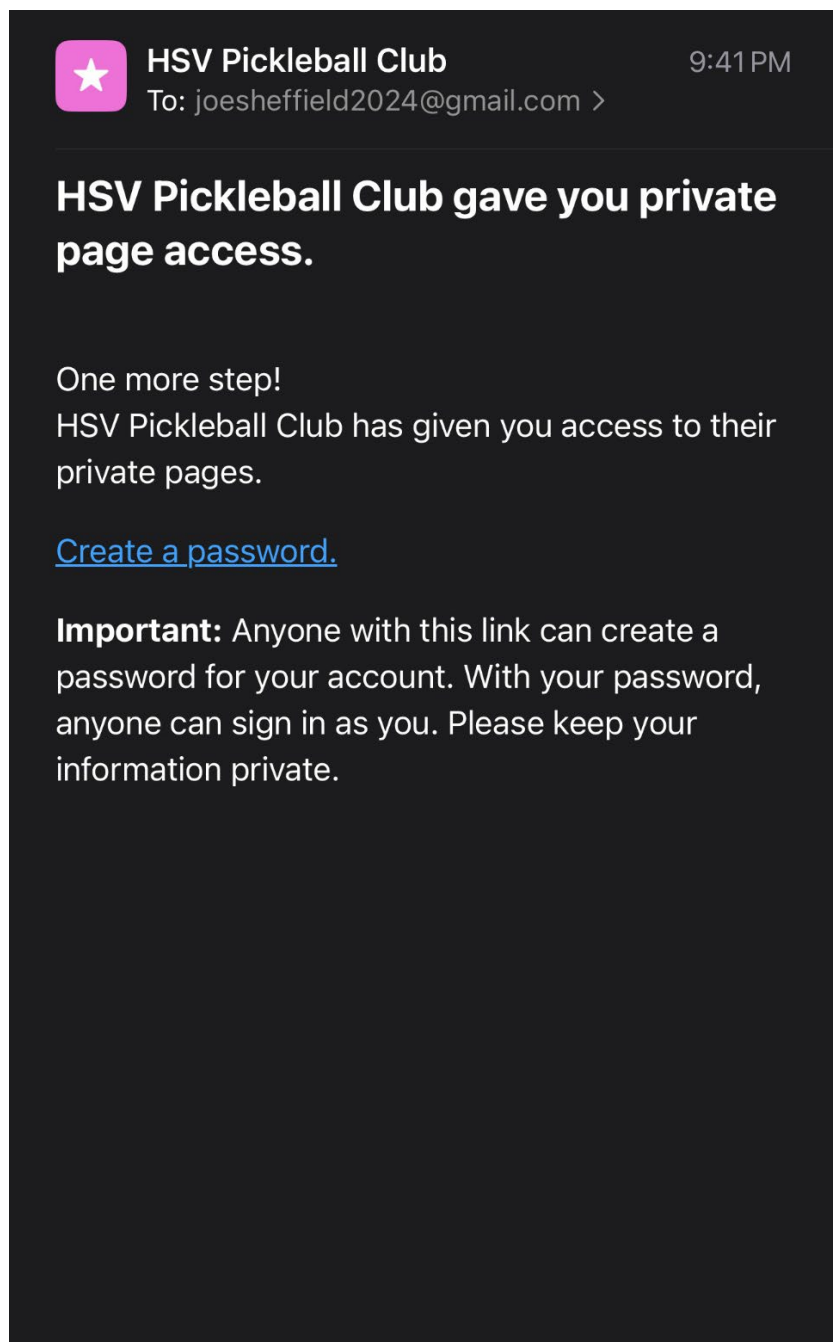 HSV Pickleball Club
9:41 PM
To: joesheffield2024@gmail.com >
HSV Pickleball Club gave you private
page access.
One more step!
HSV Pickleball Club has given you access to their
private pages.
Create a password.
Important: Anyone with this link can create a
password for your account. With your password,
anyone can sign in as you. Please keep your
information private.